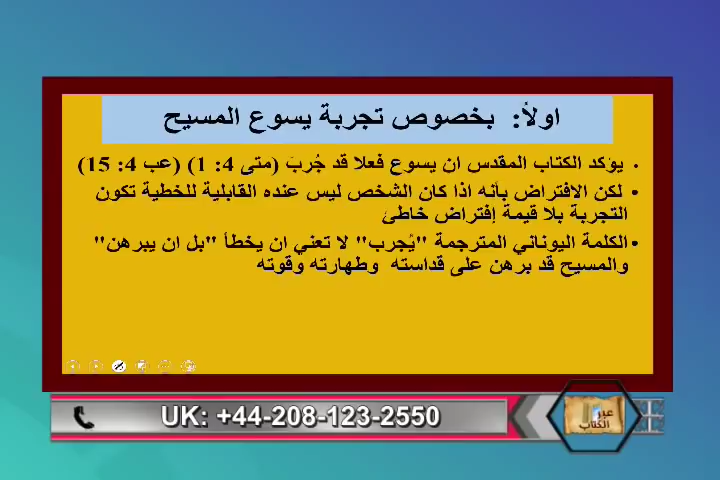 اولاً: بخصوص تجربة يسوع المسيح
• يؤكد الكتاب المقدس ان يسوع فعلا قد جُربَ (متى 4: 1) (عب 4: 15)
• لكن الافتراض بأنه اذا كان الشخص ليس عنده القابلية للخطية تكون
التجربة بلا قيمة إفتراض خاطئ
• الكلمة اليوناني المترجمة "يُجرب" لا تعني ان يخطأ "بل ان يبرهن"
والمسيح قد برهن على قداسته وطهارته وقوته
UK: +44-208-123-2550
عبر
الكتاب